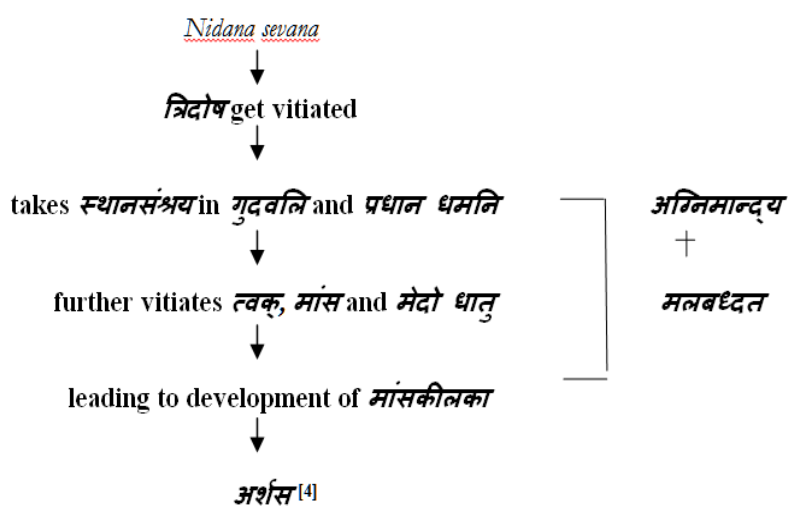 Nidana sevana
त्रिदोष get vitiated
takes स्थानसंश्रय in गुदवलि and प्रधान धमनि
अग्निमान्द्य
+
further vitiates त्वक्, मांस and मेदो धातु
मलबध्दत
leading to development of मांसकीलका
अर्शस [4]